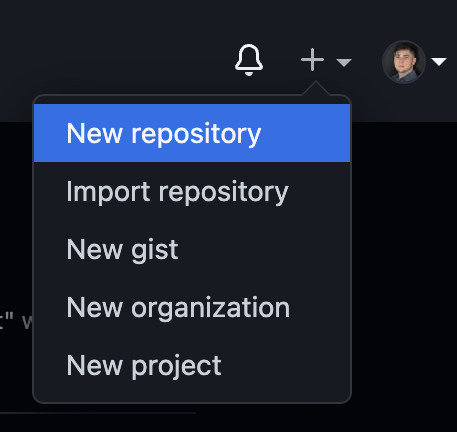 New repository
Import repository
New gist
New organization
New project